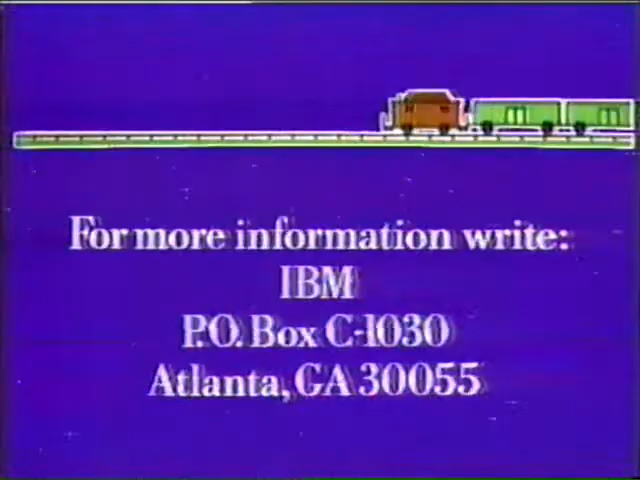 For more information write:
IBM
P.O. Box C-1030
Atlanta, GA 30055